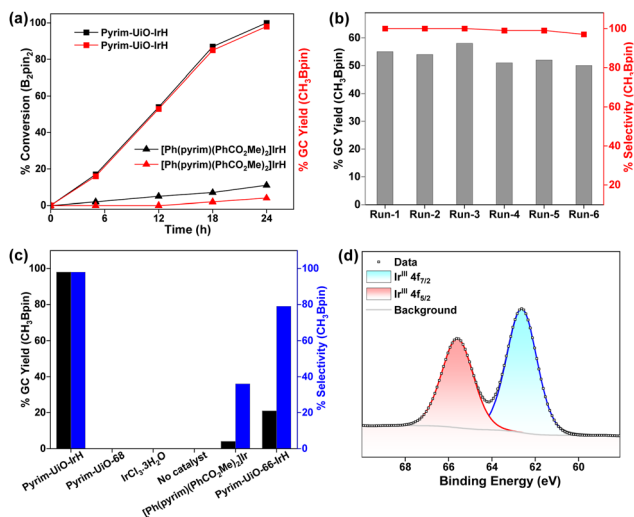 (a)
100
80
60
40
20
0
% Conversion (B₂pin₂)
Pyrim-UiO-IrH
Pyrim-UiO-IrH
[Ph(pyrim)(PhCO₂Me)₂]IrH
[Ph(pyrim)(PhCO₂Me)₂]IrH
% GC Yield (CH₃Bpin)
0 6 12 18 24
Time (h)
(b)
60
50
40
30
20
10
0
% GC Yield (CH₃Bpin)
100
80
60
40
20
% Selectivity (CH₃Bpin)
Run-1 Run-2 Run-3 Run-4 Run-5 Run-6
(c)
100
80
60
40
20
0
% GC Yield (CH₃Bpin)
100
80
60
40
20
0
% Selectivity (CH₃Bpin)
Pyrim-UiO-IrH
Pyrim-UiO-68
IrCl₃.3H₂O
No catalyst
[Ph(pyrim)(PhCO₂Me)₂]Ir
Pyrim-UiO-66-IrH
(d)
Data
Irᴵᴵᴵ 4f₇/₂
Irᴵᴵᴵ 4f₅/₂
Background
68 66 64 62 60
Binding Energy (eV)